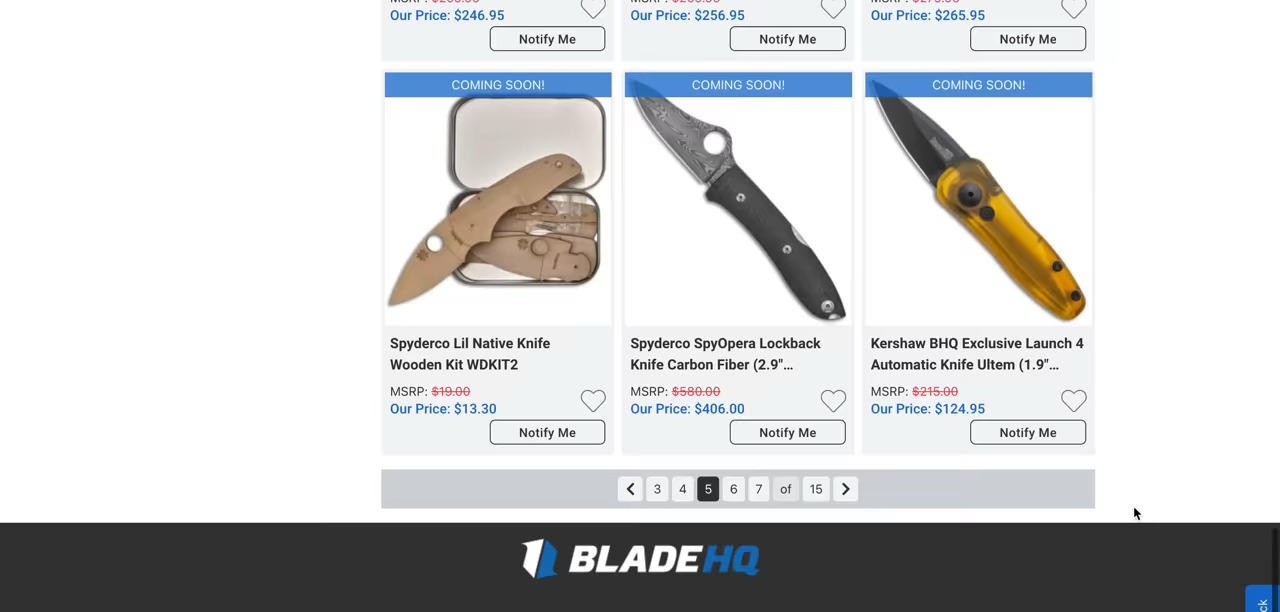 Our Price: $246.95
Our Price: $256.95
Our Price: $265.95
Notify Me
Notify Me
Notify Me
COMING SOON!
COMING SOON!
COMING SOON!
Spyderco Lil Native Knife
Wooden Kit WDKIT2
MSRP: $19.00
Our Price: $13.30
Notify Me
Spyderco SpyOpera Lockback
Knife Carbon Fiber (2.9"...
MSRP: $580.00
Our Price: $406.00
Notify Me
Kershaw BHQ Exclusive Launch 4
Automatic Knife Ultem (1.9"...
MSRP: $215.00
Our Price: $124.95
Notify Me
3 4 5 6 7 of 15
BLADEHQ